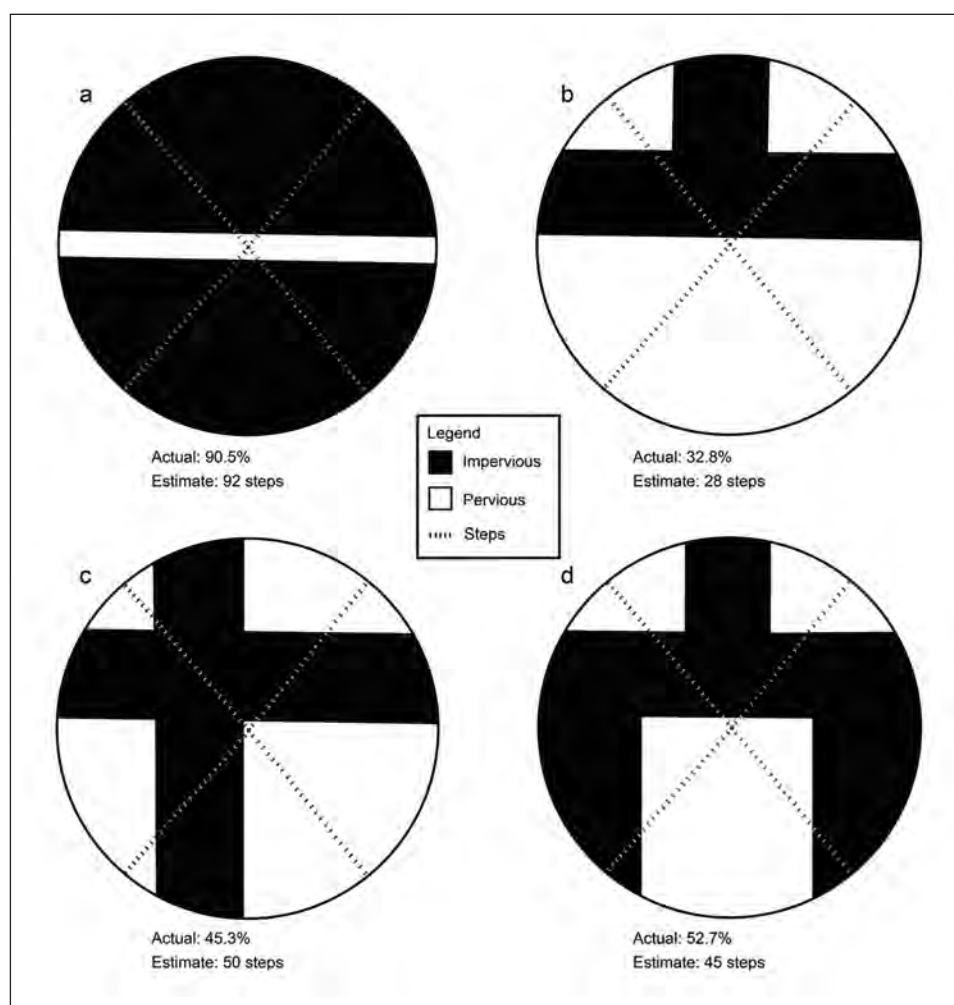 a
b
Actual: 90.5%
Estimate: 92 steps
Actual: 32.8%
Estimate: 28 steps
Legend
Impervious
Pervious
Steps
c
d
Actual: 45.3%
Estimate: 50 steps
Actual: 52.7%
Estimate: 45 steps